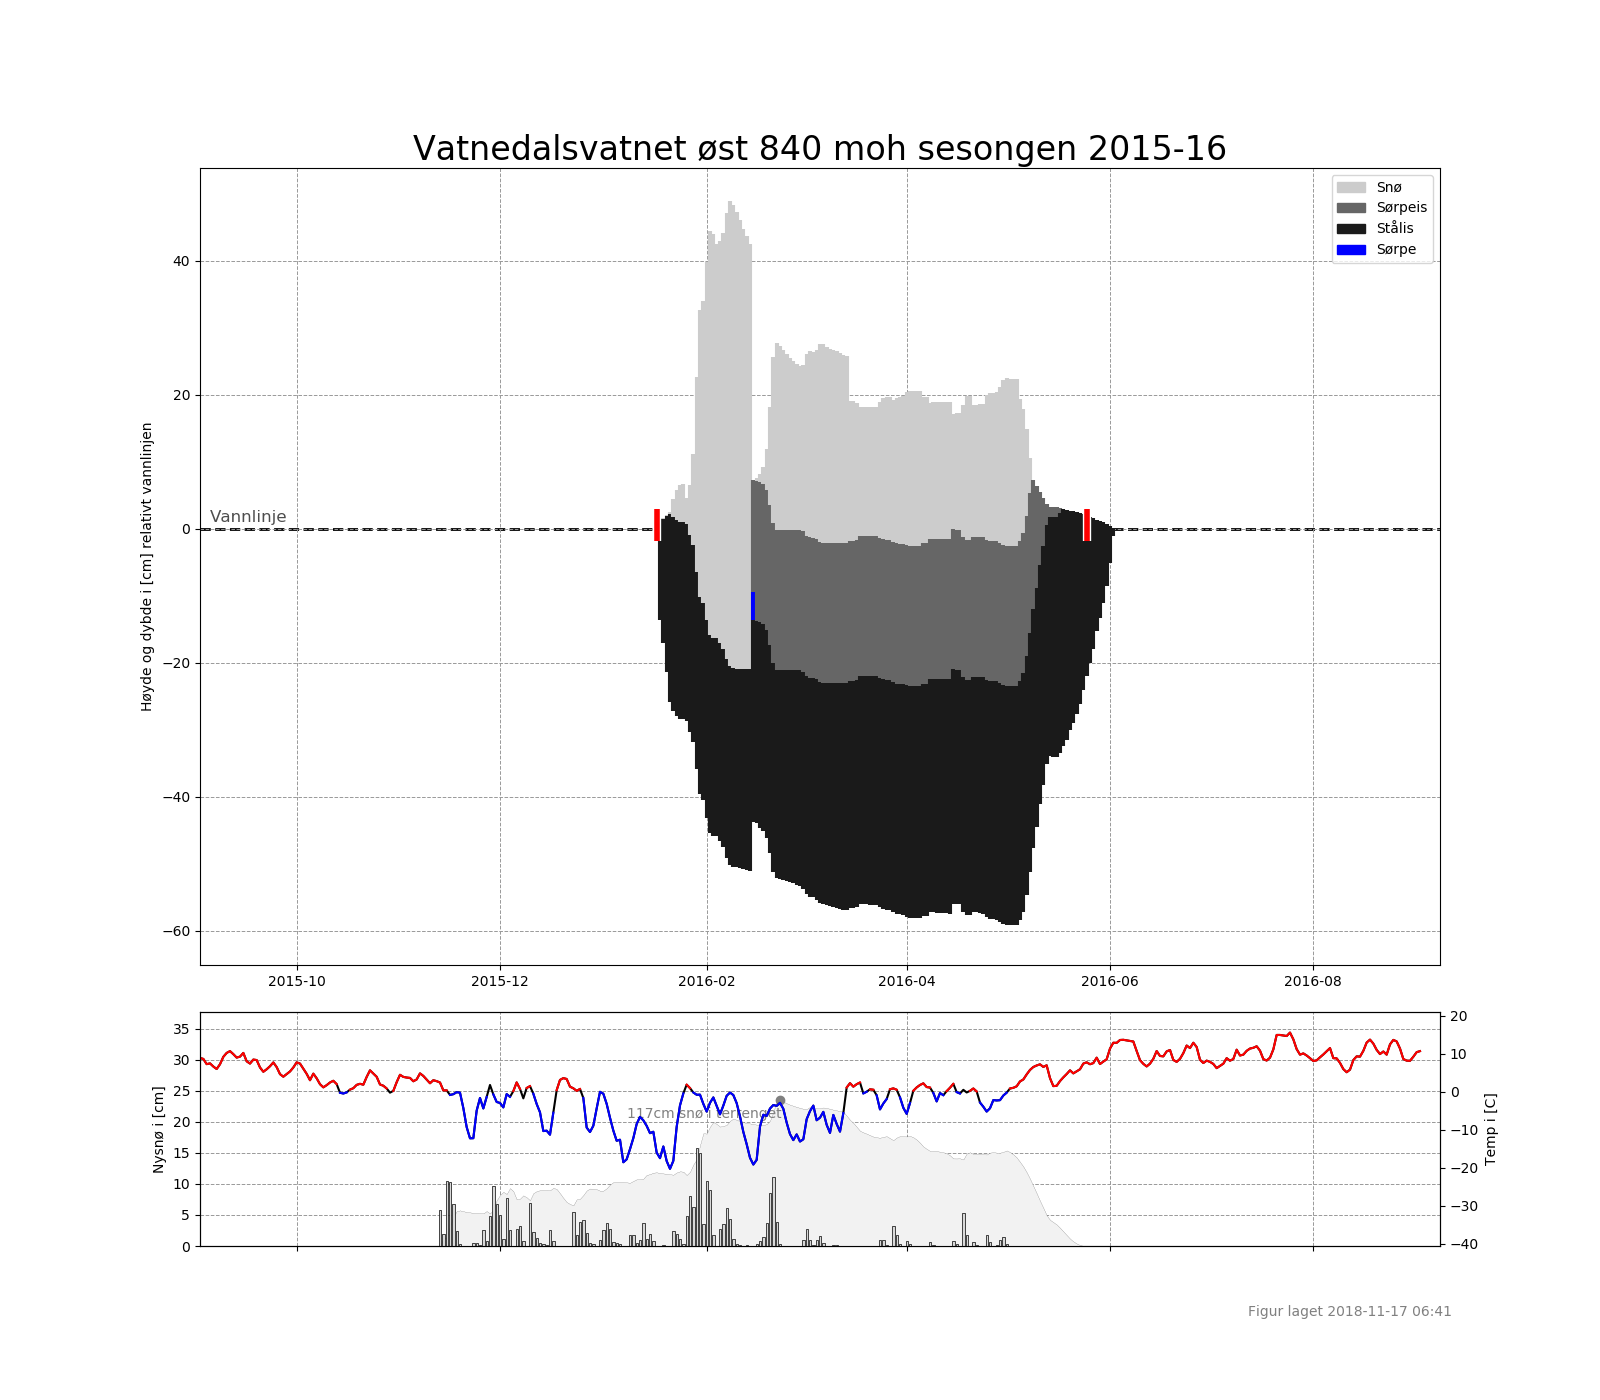 Vatnedalsvatnet øst 840 moh sesongen 2015-16
Snø
Sørpeis
Stålis
Sørpe
Høyde og dybde i [cm] relativt vannlinjen
40
20
0
−20
−40
−60
Vannlinje
2015-10
2015-12
2016-02
2016-04
2016-06
2016-08
Nysnø i [cm]
35
30
25
20
15
10
5
0
117cm snø i terrenget
20
10
0
−10
−20
−30
−40
Temp i [C]
Figur laget 2018-11-17 06:41